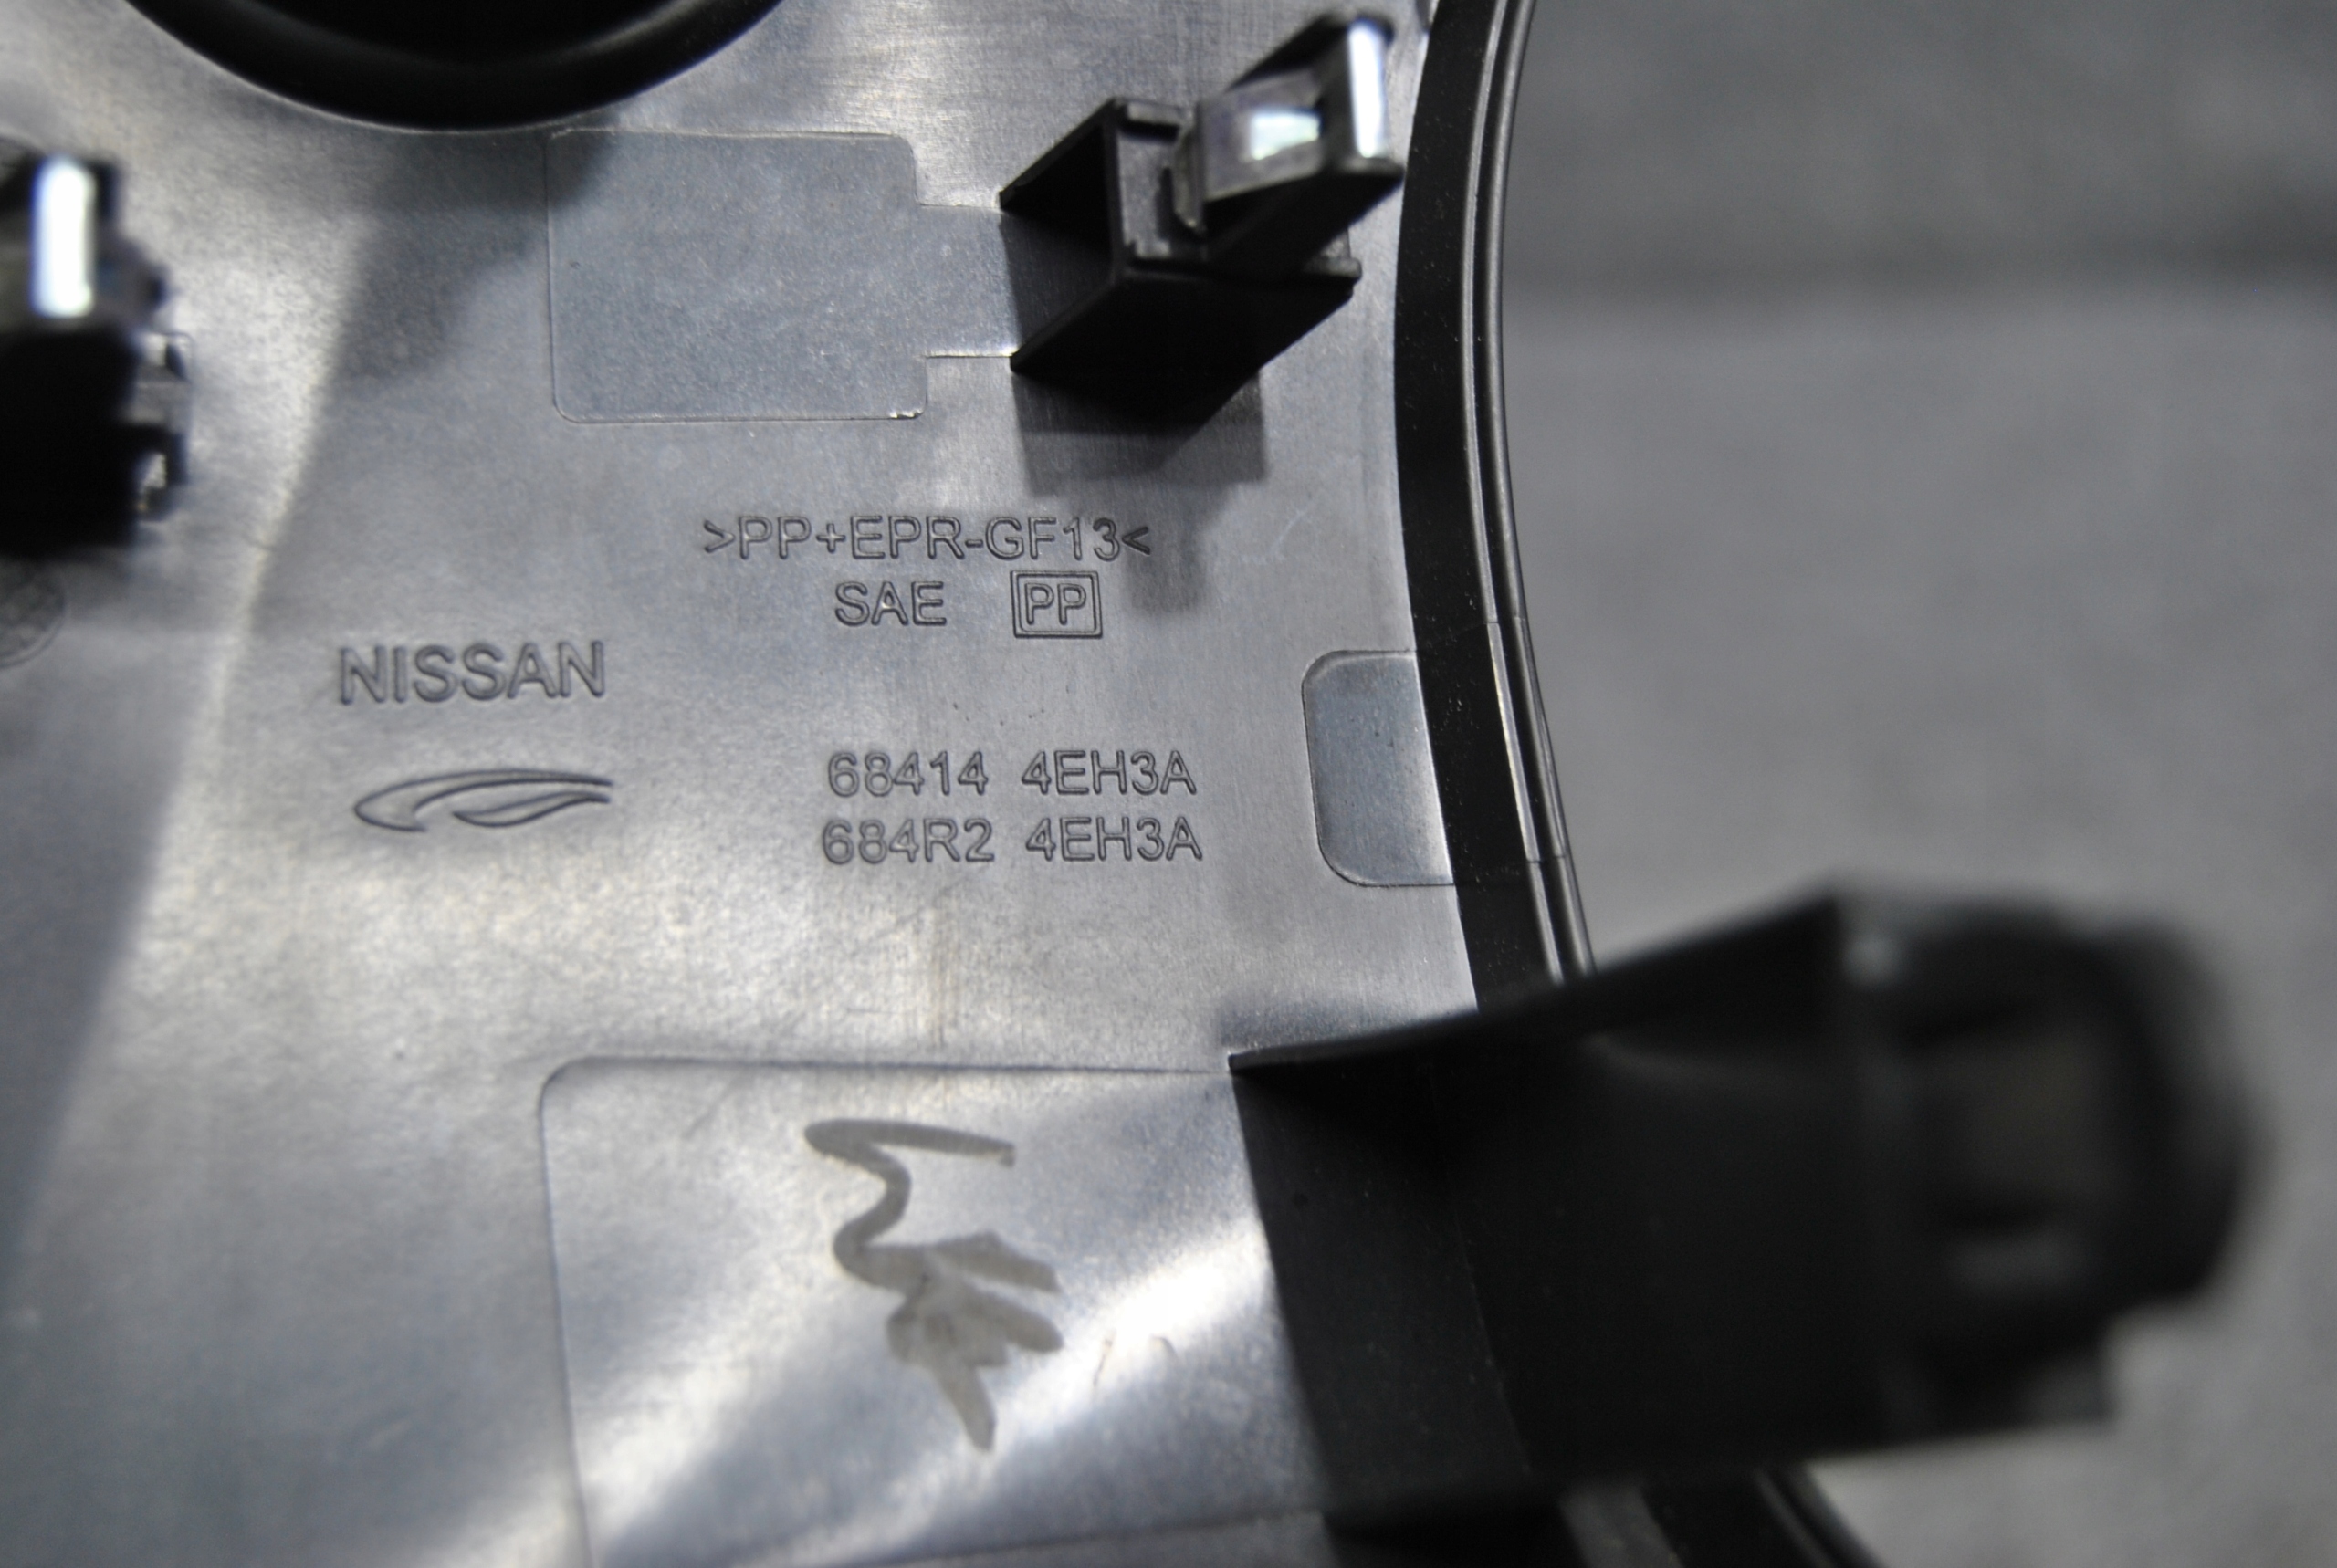 >PP+EPR-GF13<
SAE PP
NISSAN
68414 4EH3A
684R2 4EH3A